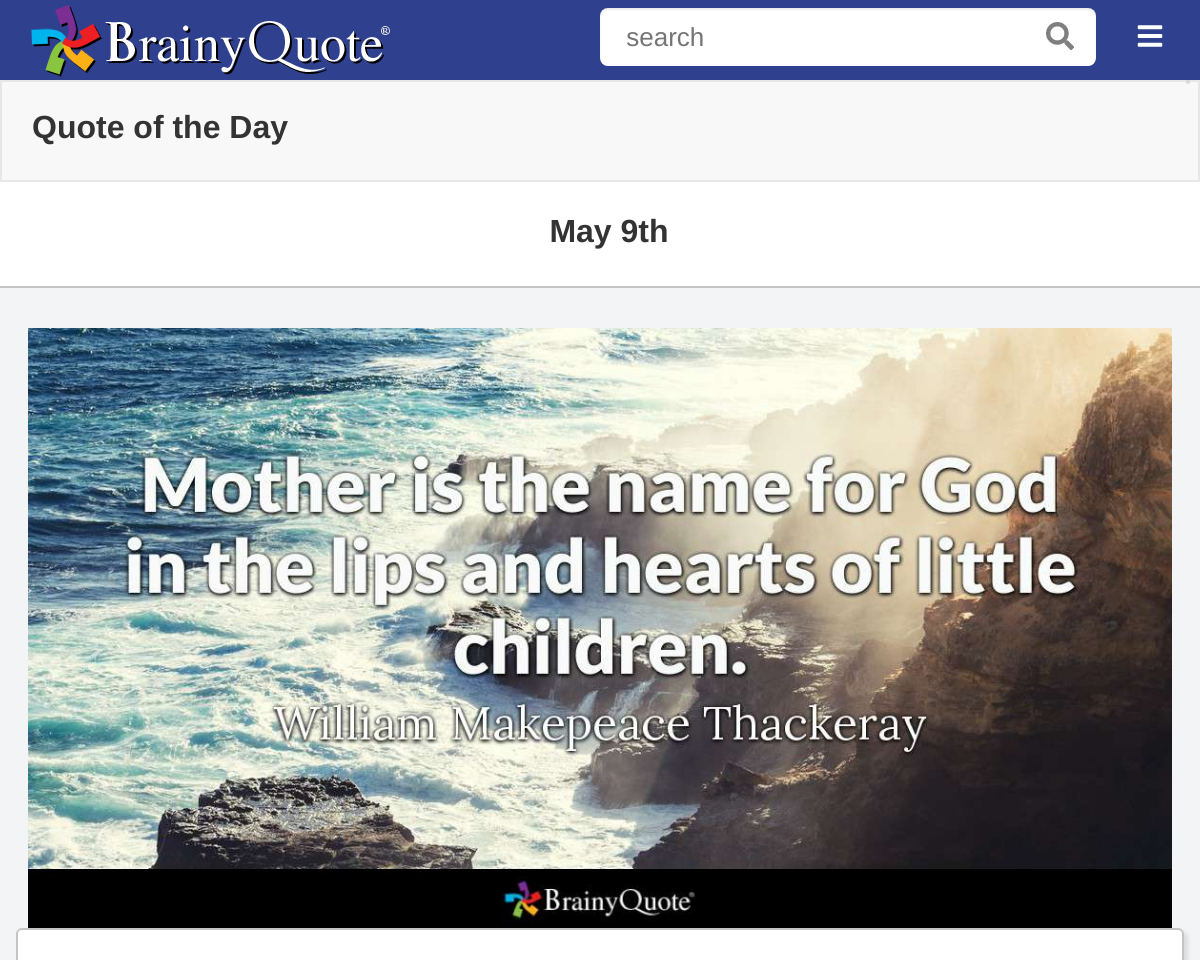 BrainyQuote®
search
Quote of the Day
May 9th
Mother is the name for God
in the lips and hearts of little
children.
William Makepeace Thackeray
BrainyQuote®